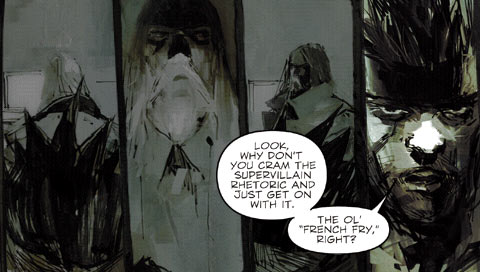 LOOK,
WHY DON'T
YOU CRAM THE
SUPERVILLAIN
RHETORIC AND
JUST GET ON
WITH IT.
THE OL'
"FRENCH FRY,"
RIGHT?